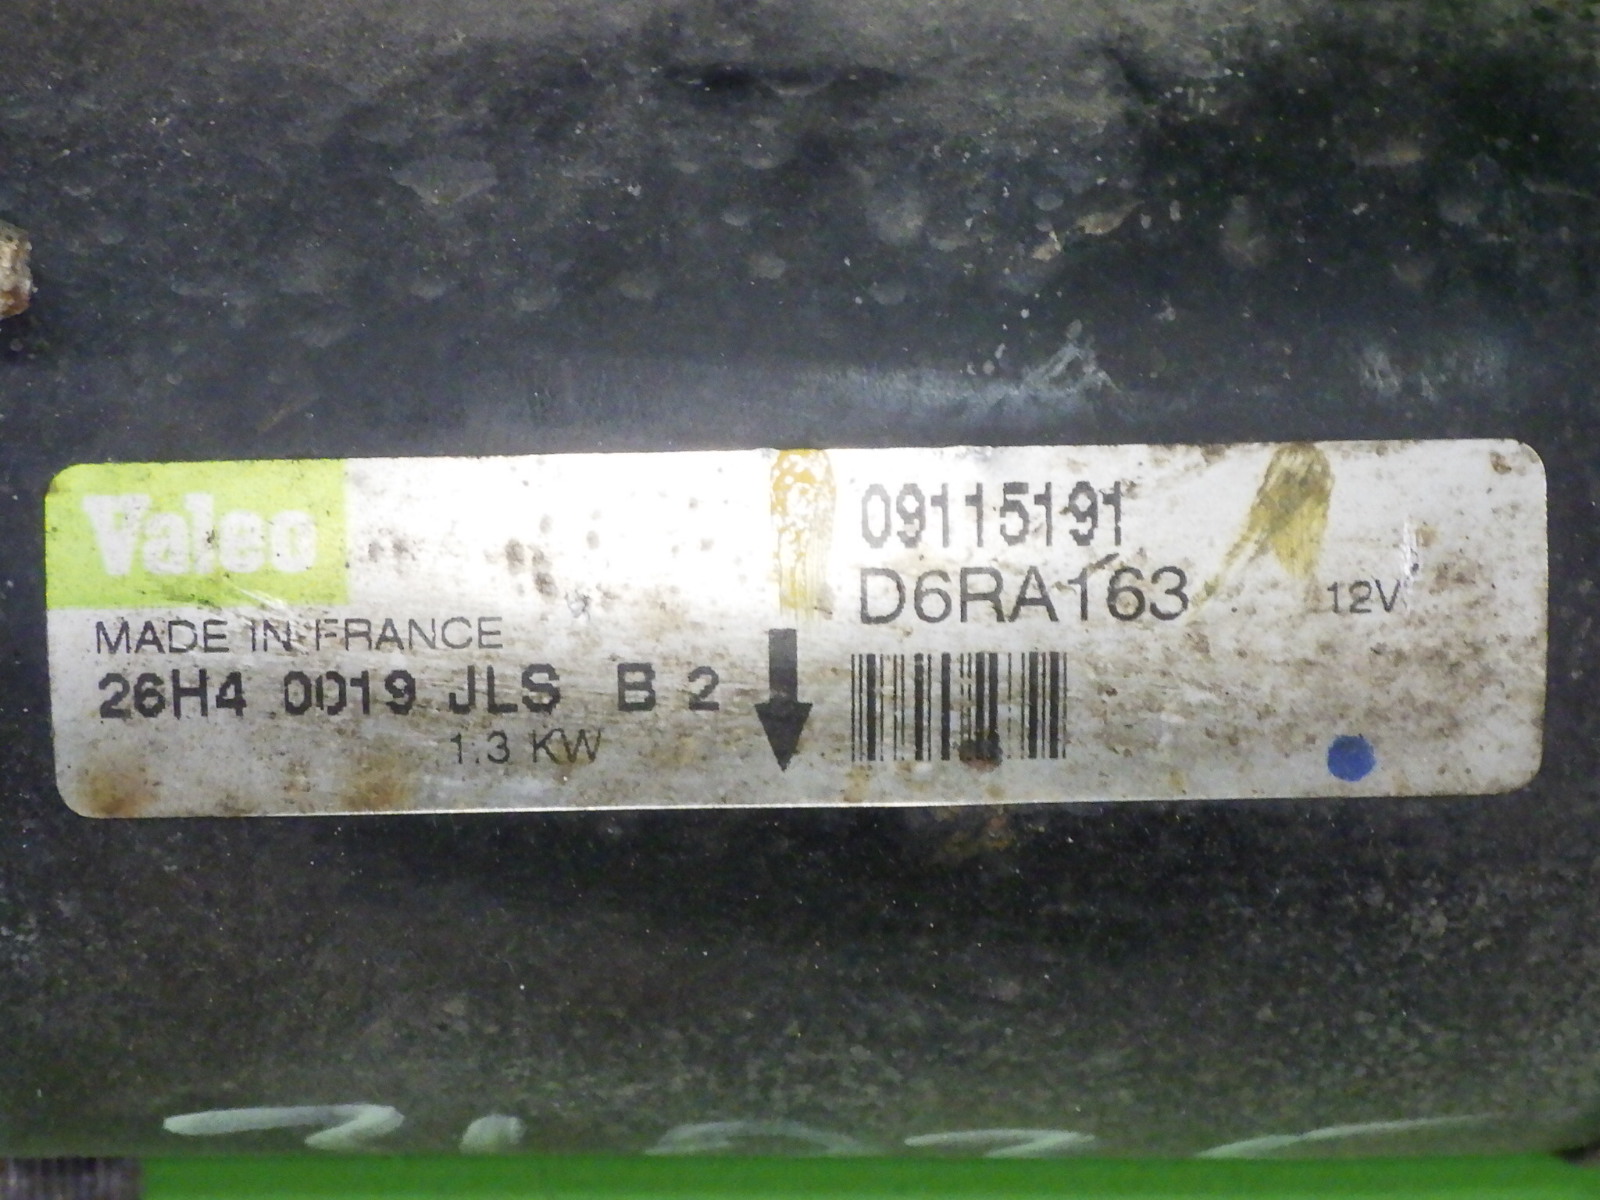 Valeo
09115191
D6RA163
12V
MADE IN FRANCE
26H4 0019 JLS B 2
1.3 KW